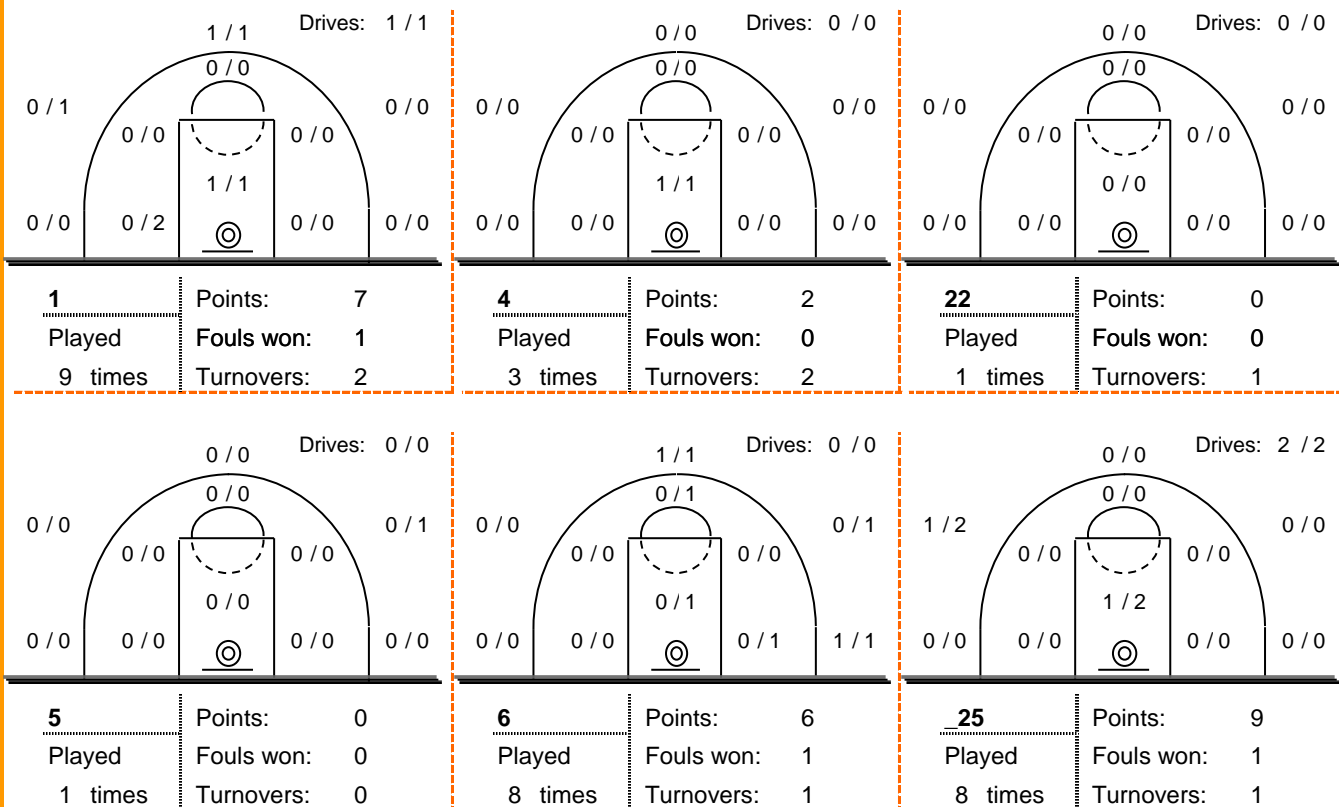 Drives: 1 / 1
1 / 1
0 / 0
0 / 1
0 / 0
0 / 0
0 / 0
1 / 1
0 / 0
0 / 2
0 / 0
0 / 0
1
Points: 7
Played
Fouls won: 1
9 times
Turnovers: 2
Drives: 0 / 0
0 / 0
0 / 0
0 / 0
0 / 0
0 / 0
0 / 0
1 / 1
0 / 0
0 / 0
0 / 0
0 / 0
4
Points: 2
Played
Fouls won: 0
3 times
Turnovers: 2
Drives: 0 / 0
0 / 0
0 / 0
0 / 0
0 / 0
0 / 0
0 / 0
0 / 0
0 / 0
0 / 0
0 / 0
0 / 0
22
Points: 0
Played
Fouls won: 0
1 times
Turnovers: 1
Drives: 0 / 0
0 / 0
0 / 0
0 / 0
0 / 1
0 / 0
0 / 0
0 / 0
0 / 0
0 / 0
0 / 0
0 / 0
5
Points: 0
Played
Fouls won: 0
1 times
Turnovers: 0
Drives: 0 / 0
1 / 1
0 / 1
0 / 0
0 / 1
0 / 0
0 / 0
0 / 1
0 / 0
0 / 0
0 / 1
1 / 1
6
Points: 6
Played
Fouls won: 1
8 times
Turnovers: 1
Drives: 2 / 2
0 / 0
0 / 0
1 / 2
0 / 0
0 / 0
0 / 0
1 / 2
0 / 0
0 / 0
0 / 0
0 / 0
_25
Points: 9
Played
Fouls won: 1
8 times
Turnovers: 1